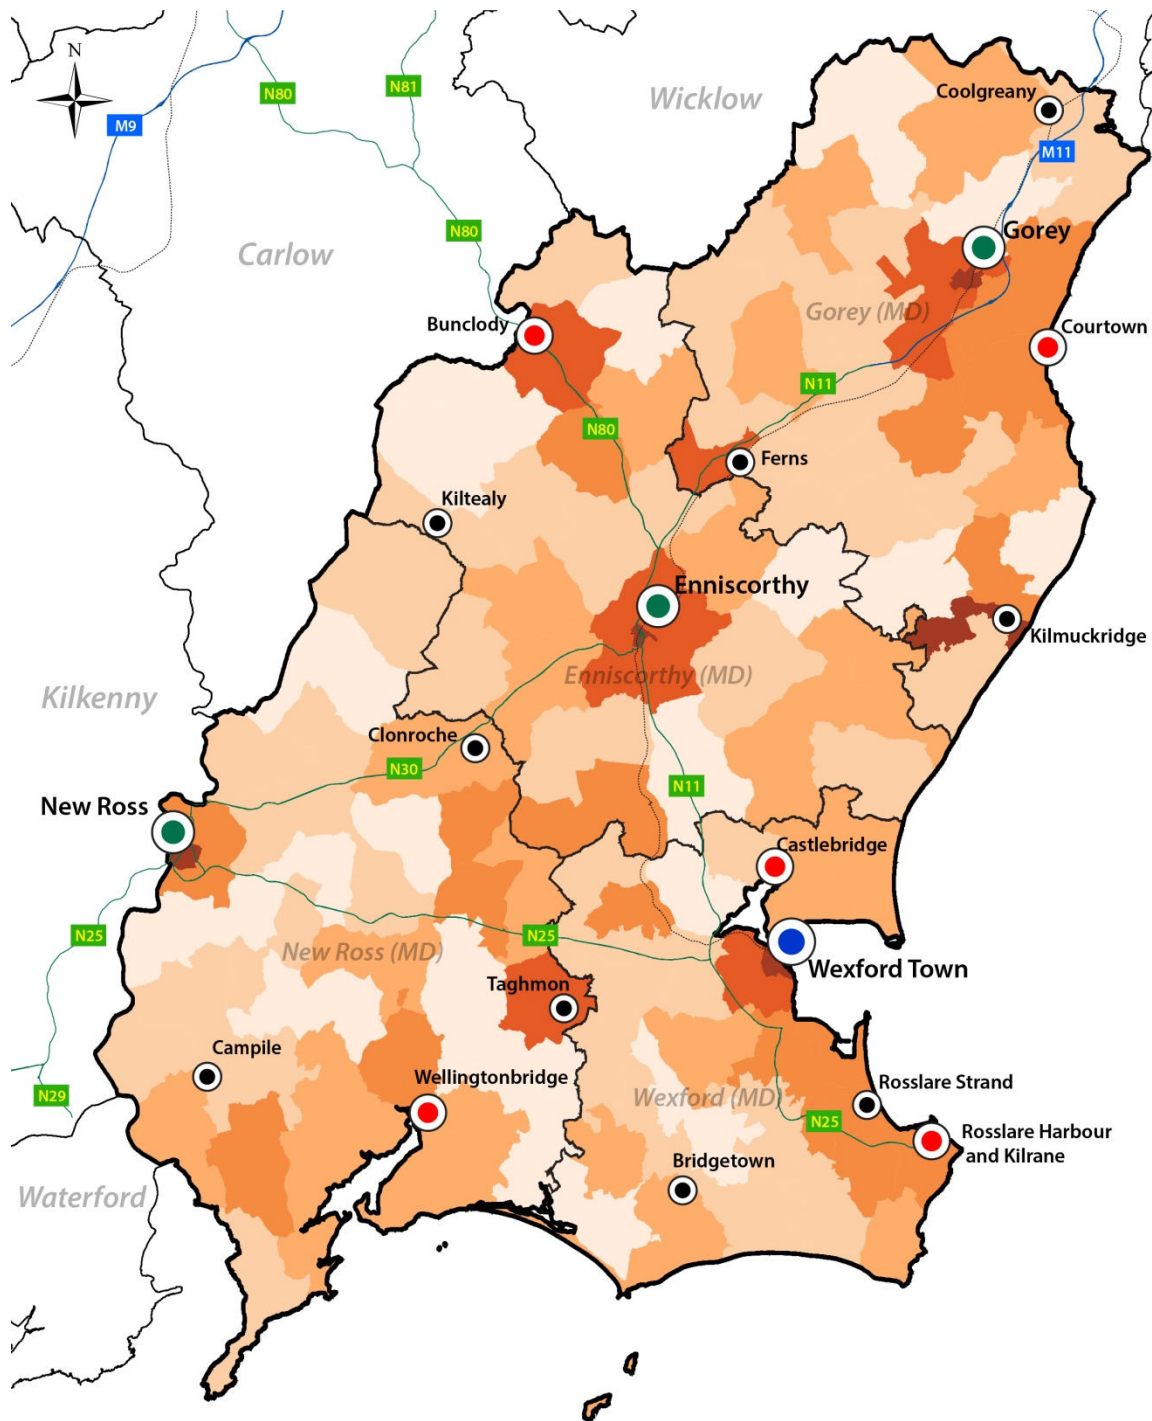 N
N80
N81
M9
Wicklow
Coolgreany
M11
N80
Carlow
Gorey
Gorey (MD)
Bunclody
Courtown
N11
N80
Ferns
Kiltealy
Enniscorthy
Kilmuckridge
Enniscorthy (MD)
Kilkenny
Clonroche
N30
N11
New Ross
Castlebridge
N25
N25
New Ross (MD)
Wexford Town
Taghmon
Campile
Wellingtonbridge
Rosslare Strand
N29
Wexford (MD)
N25
Rosslare Harbour
and Kilrane
Bridgetown
Waterford